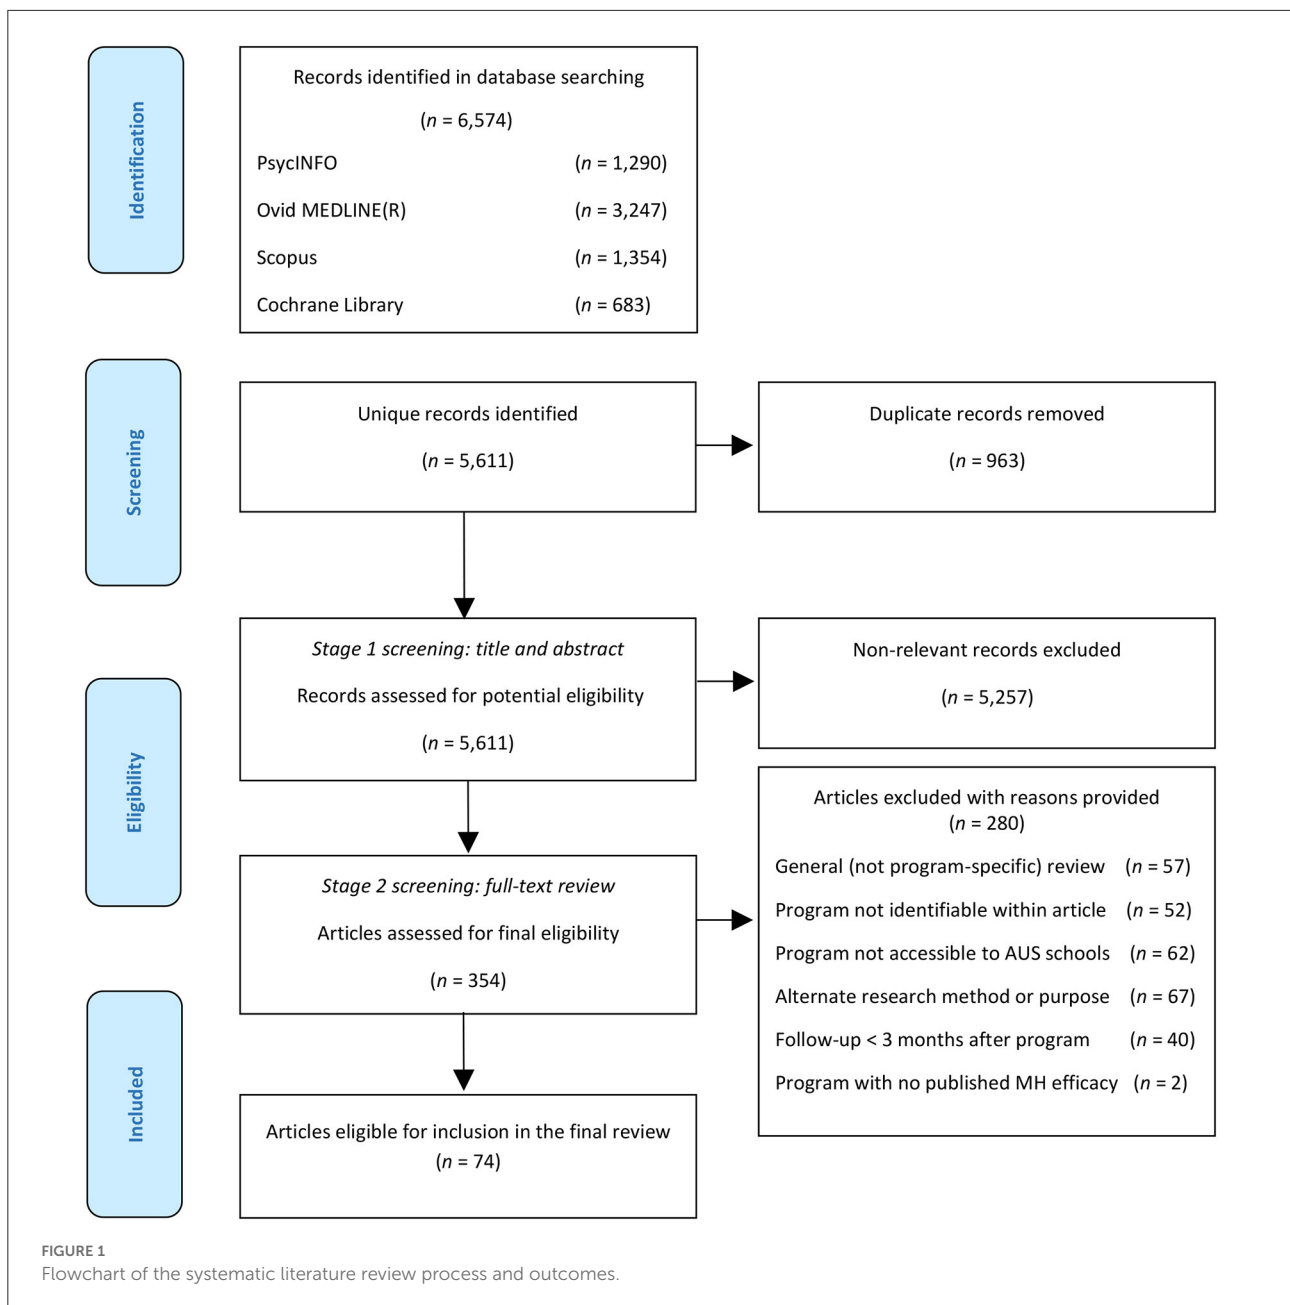 Identification
Records identified in database searching
(n = 6,574)
PsycINFO (n = 1,290)
Ovid MEDLINE(R) (n = 3,247)
Scopus (n = 1,354)
Cochrane Library (n = 683)
Screening
Unique records identified
(n = 5,611)
Duplicate records removed
(n = 963)
Eligibility
Stage 1 screening: title and abstract
Records assessed for potential eligibility
(n = 5,611)
Non-relevant records excluded
(n = 5,257)
Stage 2 screening: full-text review
Articles assessed for final eligibility
(n = 354)
Articles excluded with reasons provided
(n = 280)
General (not program-specific) review (n = 57)
Program not identifiable within article (n = 52)
Program not accessible to AUS schools (n = 62)
Alternate research method or purpose (n = 67)
Follow-up < 3 months after program (n = 40)
Program with no published MH efficacy (n = 2)
Included
Articles eligible for inclusion in the final review
(n = 74)
FIGURE 1
Flowchart of the systematic literature review process and outcomes.